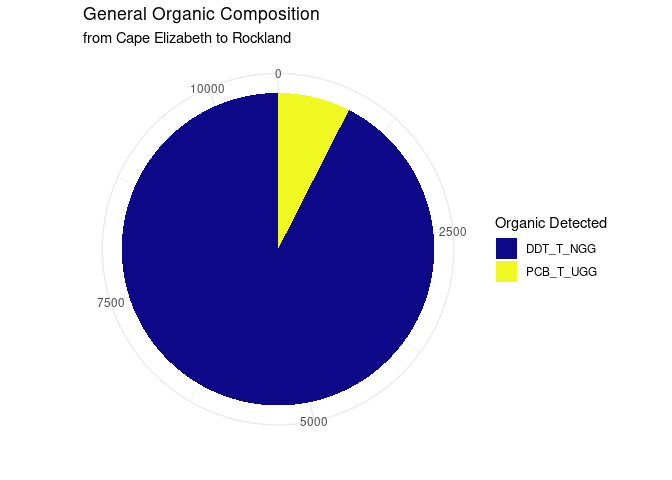 General Organic Composition
from Cape Elizabeth to Rockland
0
10000
2500
7500
5000
Organic Detected
DDT_T_NGG
PCB_T_UGG